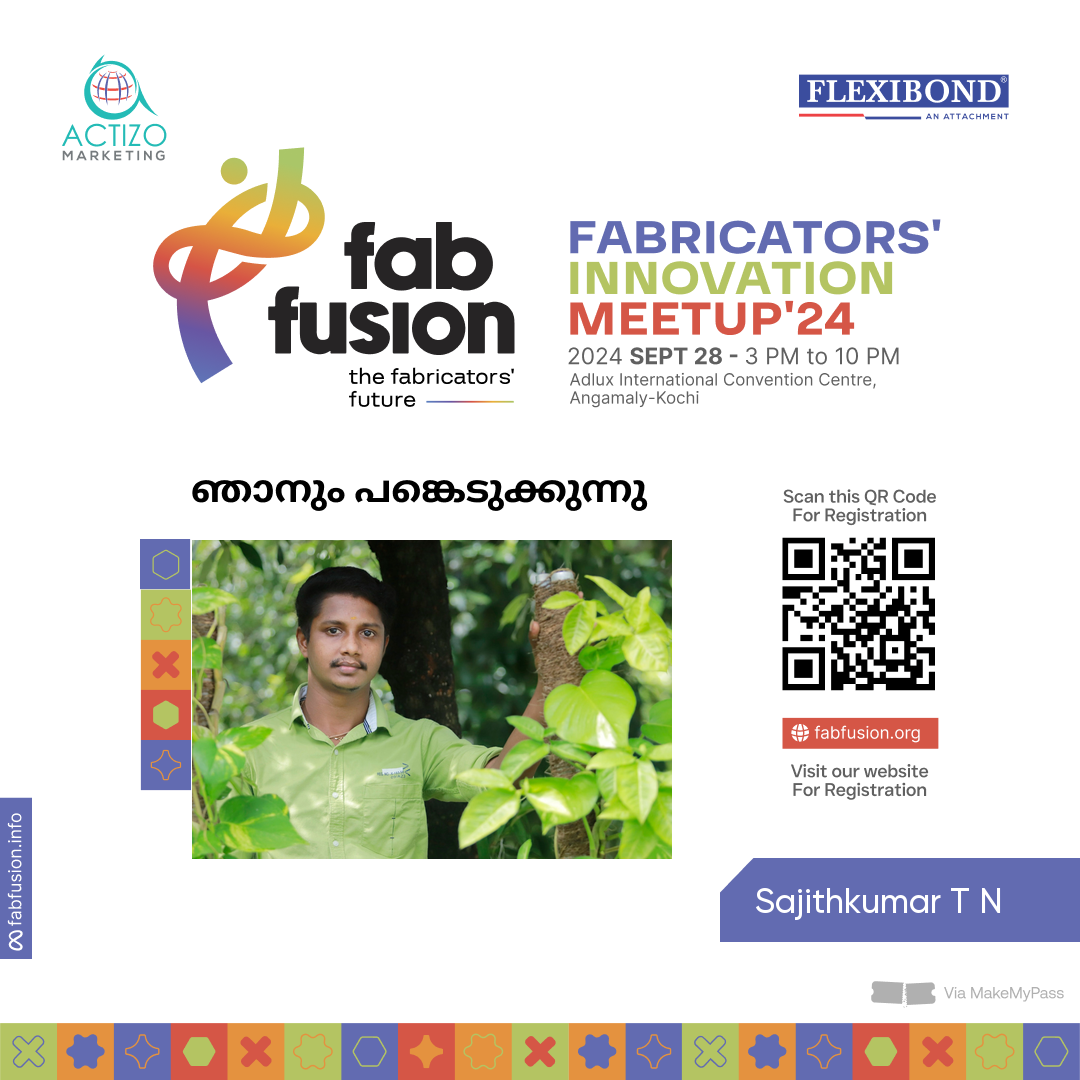 ACTIZO
MARKETING
FLEXIBOND®
AN ATTACHMENT
fab
fusion
the fabricators'
future
FABRICATORS'
INNOVATION
MEETUP'24
2024 SEPT 28 - 3 PM to 10 PM
Adlux International Convention Centre,
Angamaly-Kochi
ഞാനും പങ്കെടുക്കുന്നു
Scan this QR Code
For Registration
fabfusion.org
Visit our website
For Registration
fabfusion.info
Sajithkumar T N
Via MakeMyPass